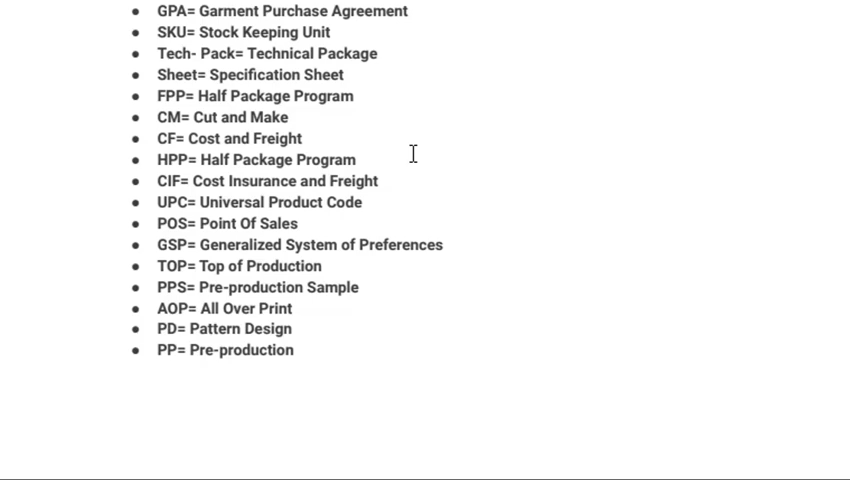 • GPA= Garment Purchase Agreement
• SKU= Stock Keeping Unit
• Tech- Pack= Technical Package
• Sheet= Specification Sheet
• FPP= Half Package Program
• CM= Cut and Make
• CF= Cost and Freight
• HPP= Half Package Program
• CIF= Cost Insurance and Freight
• UPC= Universal Product Code
• POS= Point Of Sales
• GSP= Generalized System of Preferences
• TOP= Top of Production
• PPS= Pre-production Sample
• AOP= All Over Print
• PD= Pattern Design
• PP= Pre-production